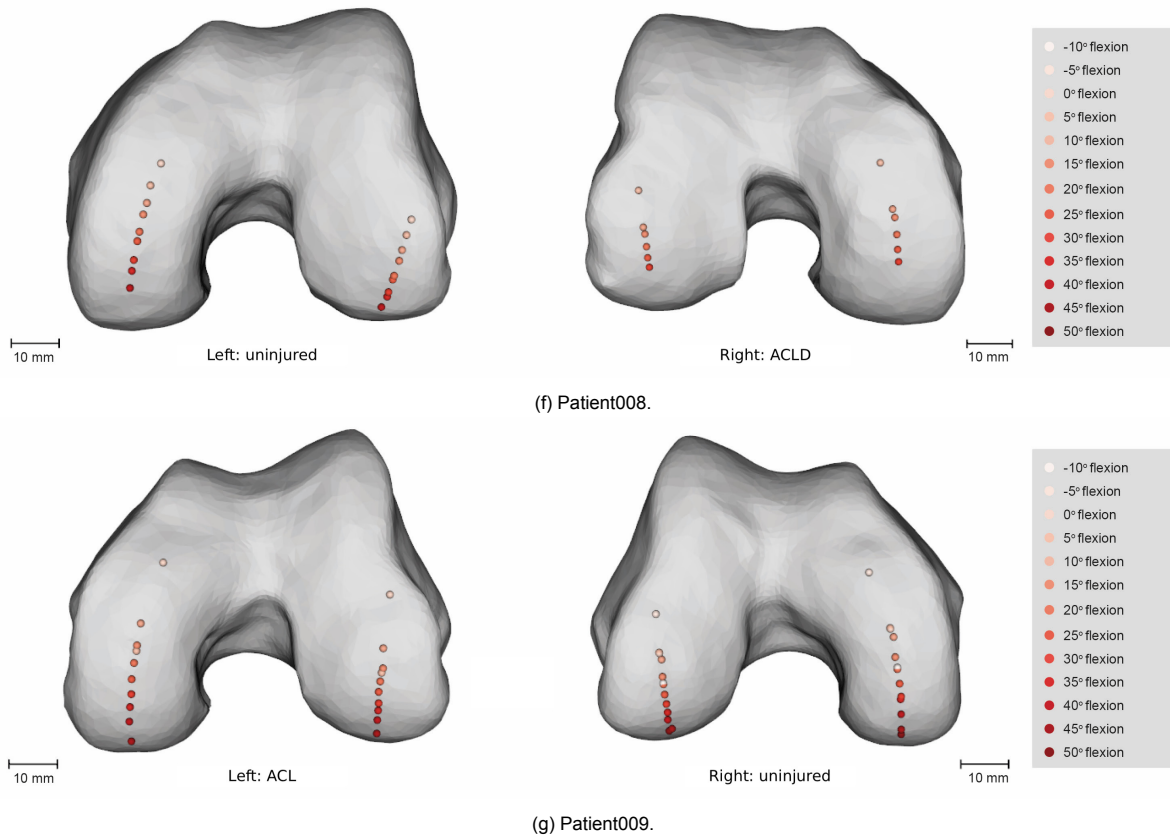 -10° flexion
-5° flexion
0° flexion
5° flexion
10° flexion
15° flexion
20° flexion
25° flexion
30° flexion
35° flexion
40° flexion
45° flexion
50° flexion
10 mm
Left: uninjured
Right: ACLD
10 mm
(f) Patient008.
-10° flexion
-5° flexion
0° flexion
5° flexion
10° flexion
15° flexion
20° flexion
25° flexion
30° flexion
35° flexion
40° flexion
45° flexion
50° flexion
10 mm
Left: ACL
Right: uninjured
10 mm
(g) Patient009.